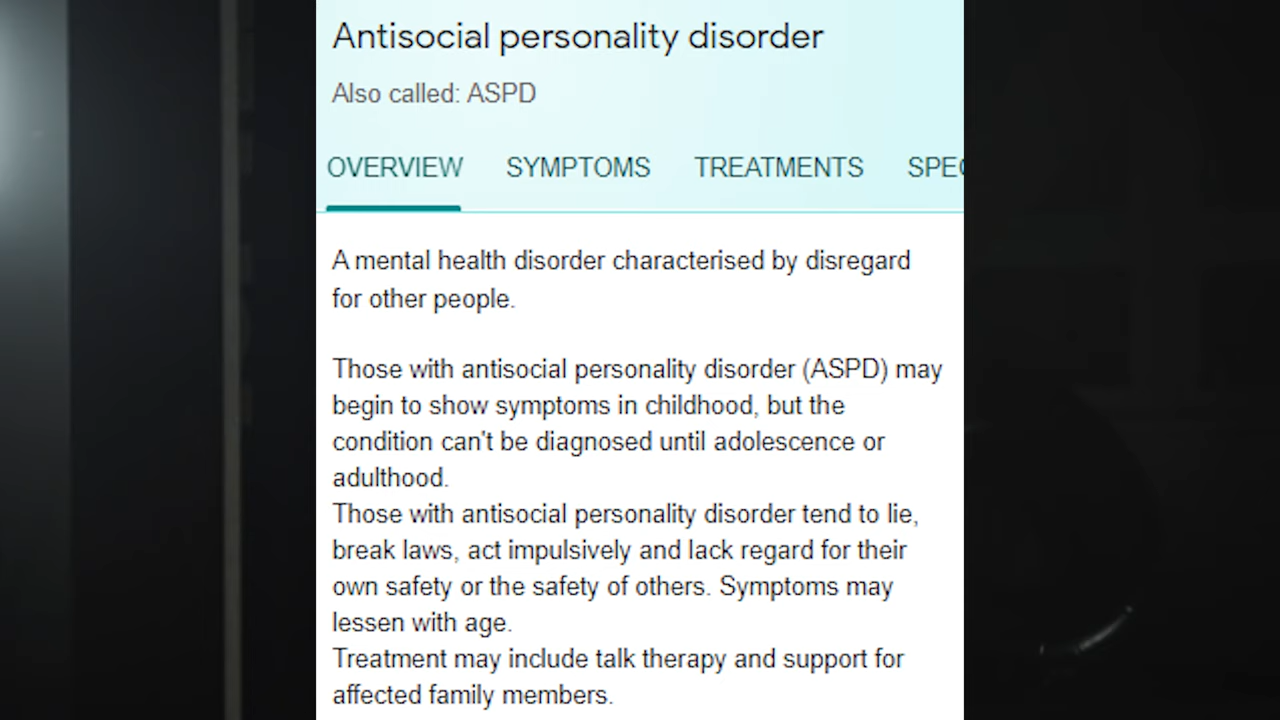 Antisocial personality disorder
Also called: ASPD
OVERVIEW SYMPTOMS TREATMENTS SPEC
A mental health disorder characterised by disregard
for other people.
Those with antisocial personality disorder (ASPD) may
begin to show symptoms in childhood, but the
condition can't be diagnosed until adolescence or
adulthood.
Those with antisocial personality disorder tend to lie,
break laws, act impulsively and lack regard for their
own safety or the safety of others. Symptoms may
lessen with age.
Treatment may include talk therapy and support for
affected family members.